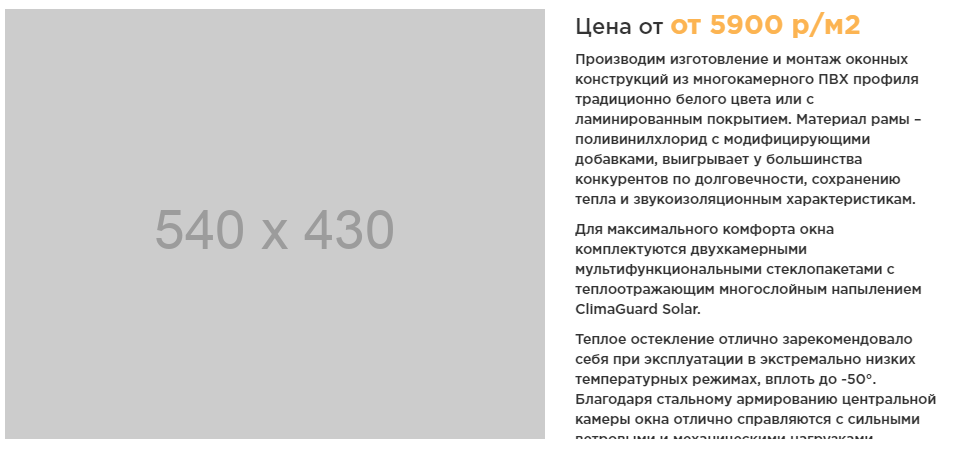 540 x 430
Цена от от 5900 р/м2
Производим изготовление и монтаж оконных
конструкций из многокамерного ПВХ профиля
традиционно белого цвета или с
ламинированным покрытием. Материал рамы –
поливинилхлорид с модифицирующими
добавками, выигрывает у большинства
конкурентов по долговечности, сохранению
тепла и звукоизоляционным характеристикам.
Для максимального комфорта окна
комплектуются двухкамерными
мультифункциональными стеклопакетами с
теплоотражающим многослойным напылением
ClimaGuard Solar.
Теплое остекление отлично зарекомендовало
себя при эксплуатации в экстремально низких
температурных режимах, вплоть до -50°.
Благодаря стальному армированию центральной
камеры окна отлично справляются с сильными
ветровыми и механическими нагрузками